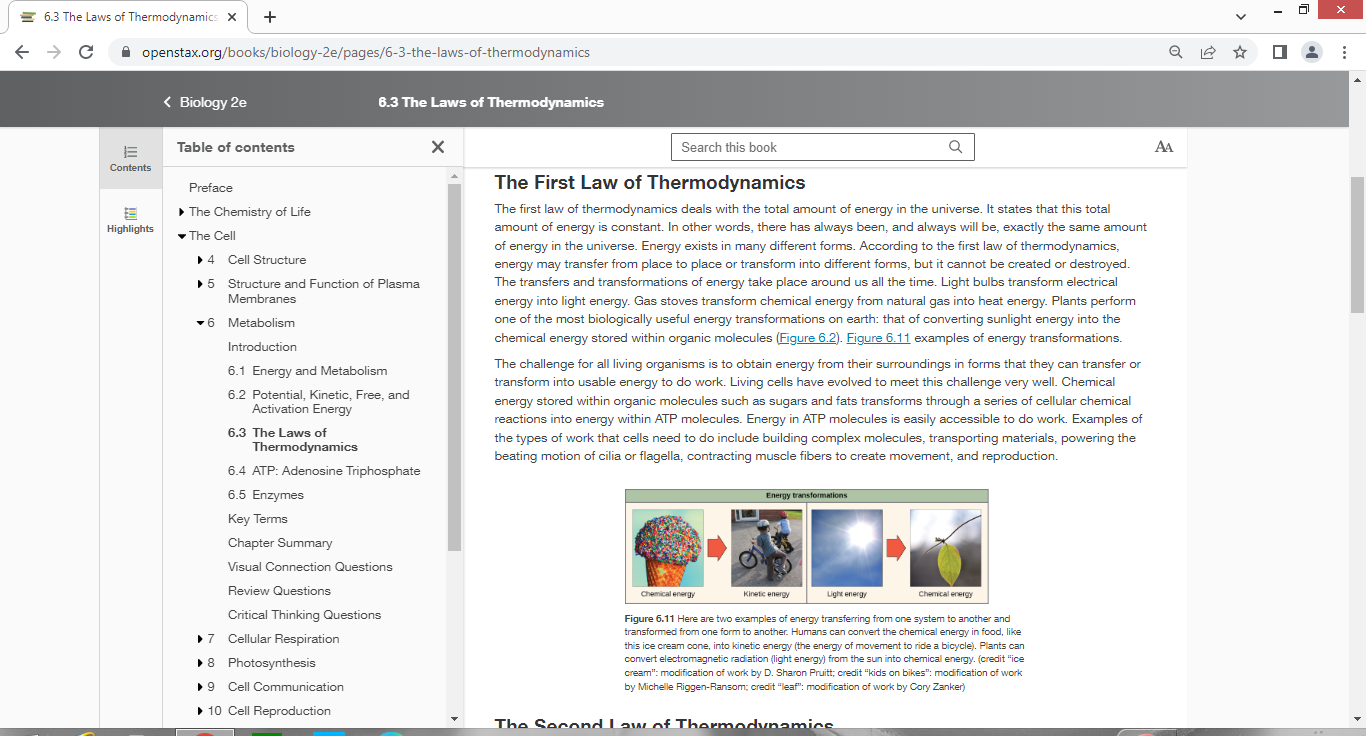 6.3 The Laws of Thermodynamics
openstax.org/books/biology-2e/pages/6-3-the-laws-of-thermodynamics
Biology 2e
6.3 The Laws of Thermodynamics
Contents
Highlights
Table of contents
Preface
The Chemistry of Life
The Cell
4 Cell Structure
5 Structure and Function of Plasma
Membranes
6 Metabolism
Introduction
6.1 Energy and Metabolism
6.2 Potential, Kinetic, Free, and
Activation Energy
6.3 The Laws of
Thermodynamics
6.4 ATP: Adenosine Triphosphate
6.5 Enzymes
Key Terms
Chapter Summary
Visual Connection Questions
Review Questions
Critical Thinking Questions
7 Cellular Respiration
8 Photosynthesis
9 Cell Communication
10 Cell Reproduction
Search this book
AA
The First Law of Thermodynamics
The first law of thermodynamics deals with the total amount of energy in the universe. It states that this total
amount of energy is constant. In other words, there has always been, and always will be, exactly the same amount
of energy in the universe. Energy exists in many different forms. According to the first law of thermodynamics,
energy may transfer from place to place or transform into different forms, but it cannot be created or destroyed.
The transfers and transformations of energy take place around us all the time. Light bulbs transform electrical
energy into light energy. Gas stoves transform chemical energy from natural gas into heat energy. Plants perform
one of the most biologically useful energy transformations on earth: that of converting sunlight energy into the
chemical energy stored within organic molecules (Figure 6.2). Figure 6.11 examples of energy transformations.
The challenge for all living organisms is to obtain energy from their surroundings in forms that they can transfer or
transform into usable energy to do work. Living cells have evolved to meet this challenge very well. Chemical
energy stored within organic molecules such as sugars and fats transforms through a series of cellular chemical
reactions into energy within ATP molecules. Energy in ATP molecules is easily accessible to do work. Examples of
the types of work that cells need to do include building complex molecules, transporting materials, powering the
beating motion of cilia or flagella, contracting muscle fibers to create movement, and reproduction.
Energy transformations
Chemical energy
Kinetic energy
Light energy
Chemical energy
Figure 6.11 Here are two examples of energy transferring from one system to another and
transformed from one form to another. Humans can convert the chemical energy in food, like
this ice cream cone, into kinetic energy (the energy of movement to ride a bicycle). Plants can
convert electromagnetic radiation (light energy) from the sun into chemical energy. (credit “ice
cream”: modification of work by D. Sharon Pruitt; credit “kids on bikes”: modification of work
by Michelle Riggen-Ransom; credit “leaf”: modification of work by Cory Zanker)
The Second Law of Thermodynamics